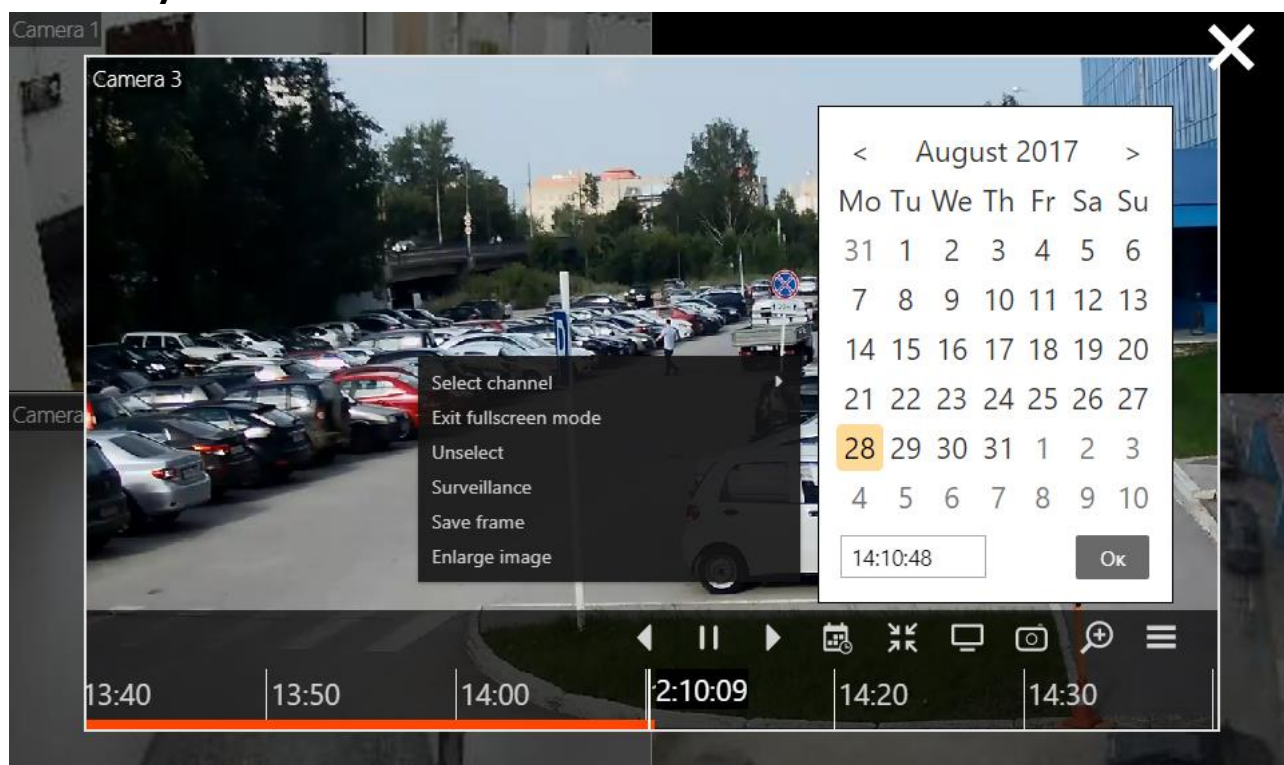 Camera 1
Camera 3
< August 2017 >
Mo Tu We Th Fr Sa Su
31 1 2 3 4 5 6
7 8 9 10 11 12 13
14 15 16 17 18 19 20
21 22 23 24 25 26 27
28 29 30 31 1 2 3
4 5 6 7 8 9 10
14:10:48 Ок
Select channel
Exit fullscreen mode
Unselect
Surveillance
Save frame
Enlarge image
Camera
13:40 13:50 14:00 2:10:09 14:20 14:30